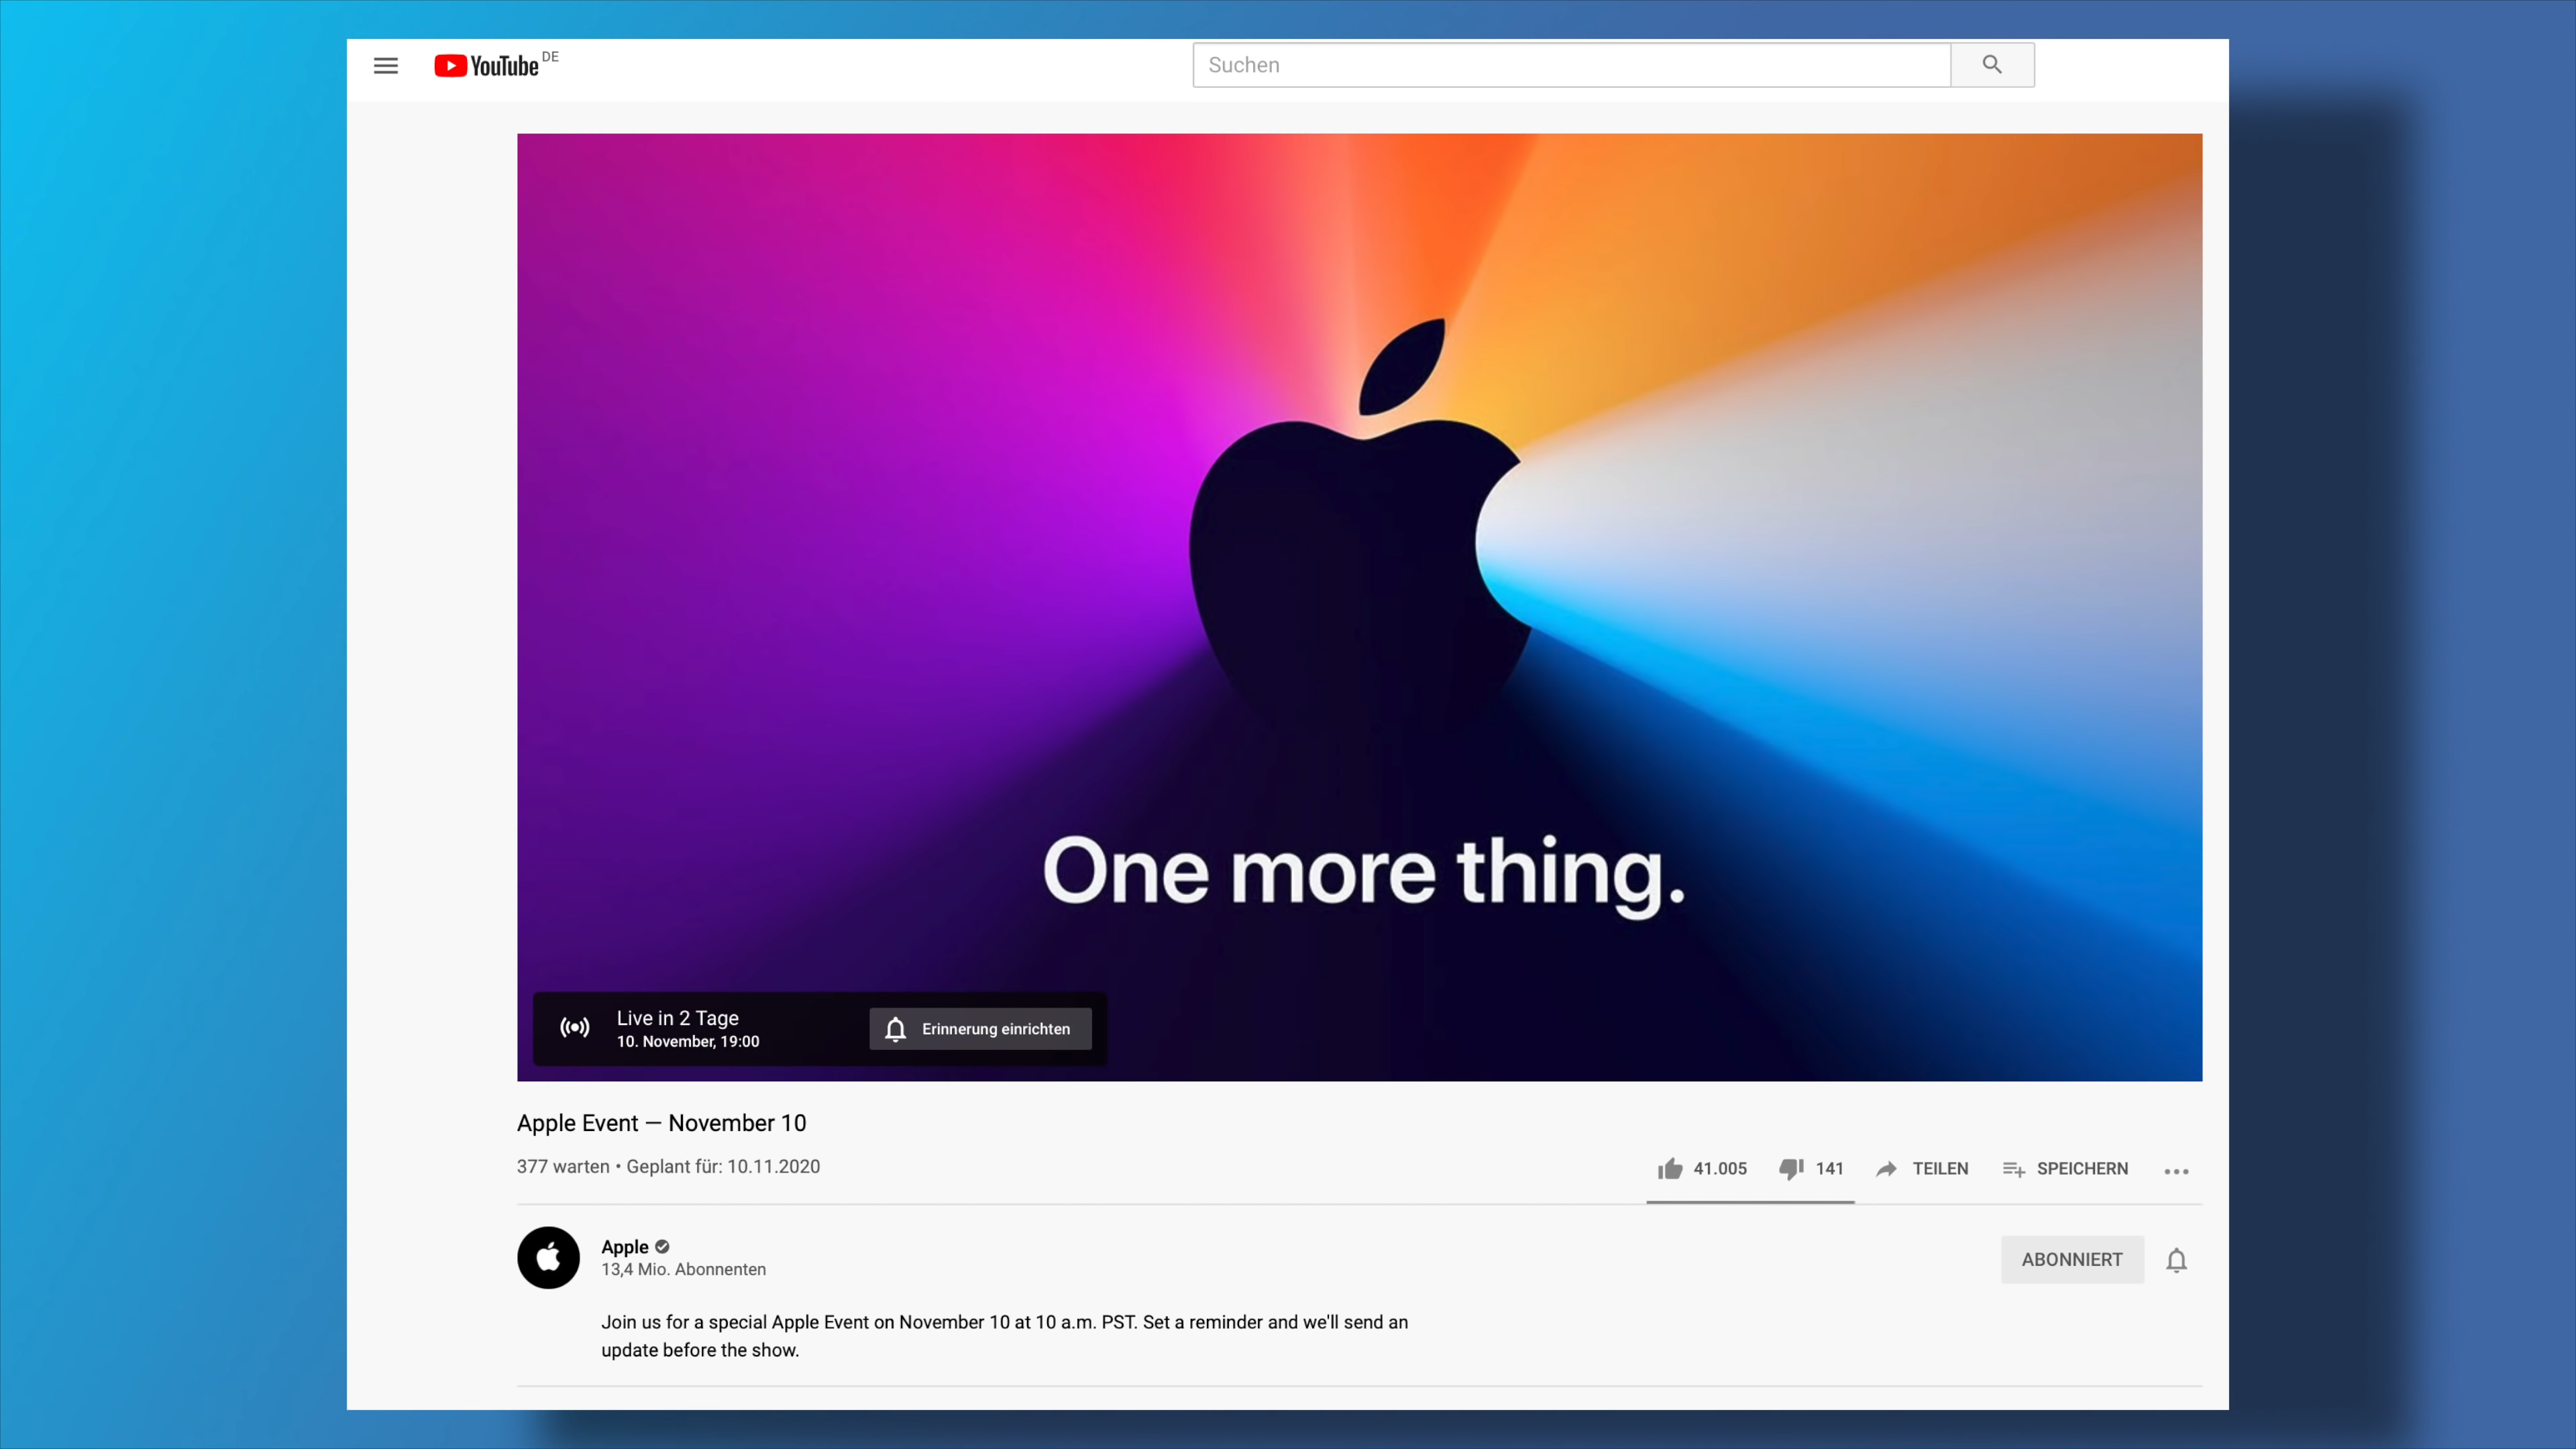 YouTube DE
Suchen
One more thing.
Live in 2 Tage
10. November, 19:00
Erinnerung einrichten
Apple Event — November 10
377 warten • Geplant für: 10.11.2020
41.005
141
TEILEN
SPEICHERN
Apple
13,4 Mio. Abonnenten
ABONNIERT
Join us for a special Apple Event on November 10 at 10 a.m. PST. Set a reminder and we'll send an
update before the show.